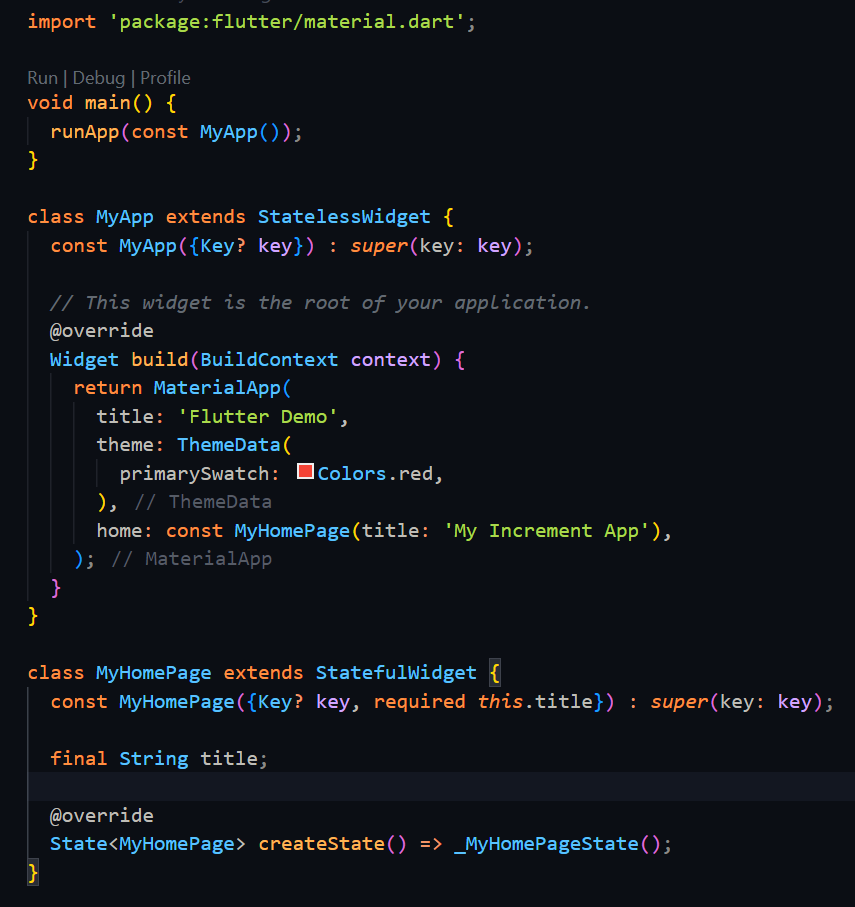 import 'package:flutter/material.dart';
Run | Debug | Profile
void main() {
  runApp(const MyApp());
}
class MyApp extends StatelessWidget {
  const MyApp({Key? key}) : super(key: key);
  // This widget is the root of your application.
  @override
  Widget build(BuildContext context) {
    return MaterialApp(
      title: 'Flutter Demo',
      theme: ThemeData(
        primarySwatch: Colors.red,
      ), // ThemeData
      home: const MyHomePage(title: 'My Increment App'),
    ); // MaterialApp
  }
}
class MyHomePage extends StatefulWidget {
  const MyHomePage({Key? key, required this.title}) : super(key: key);
  final String title;
  @override
  State<MyHomePage> createState() => _MyHomePageState();
}